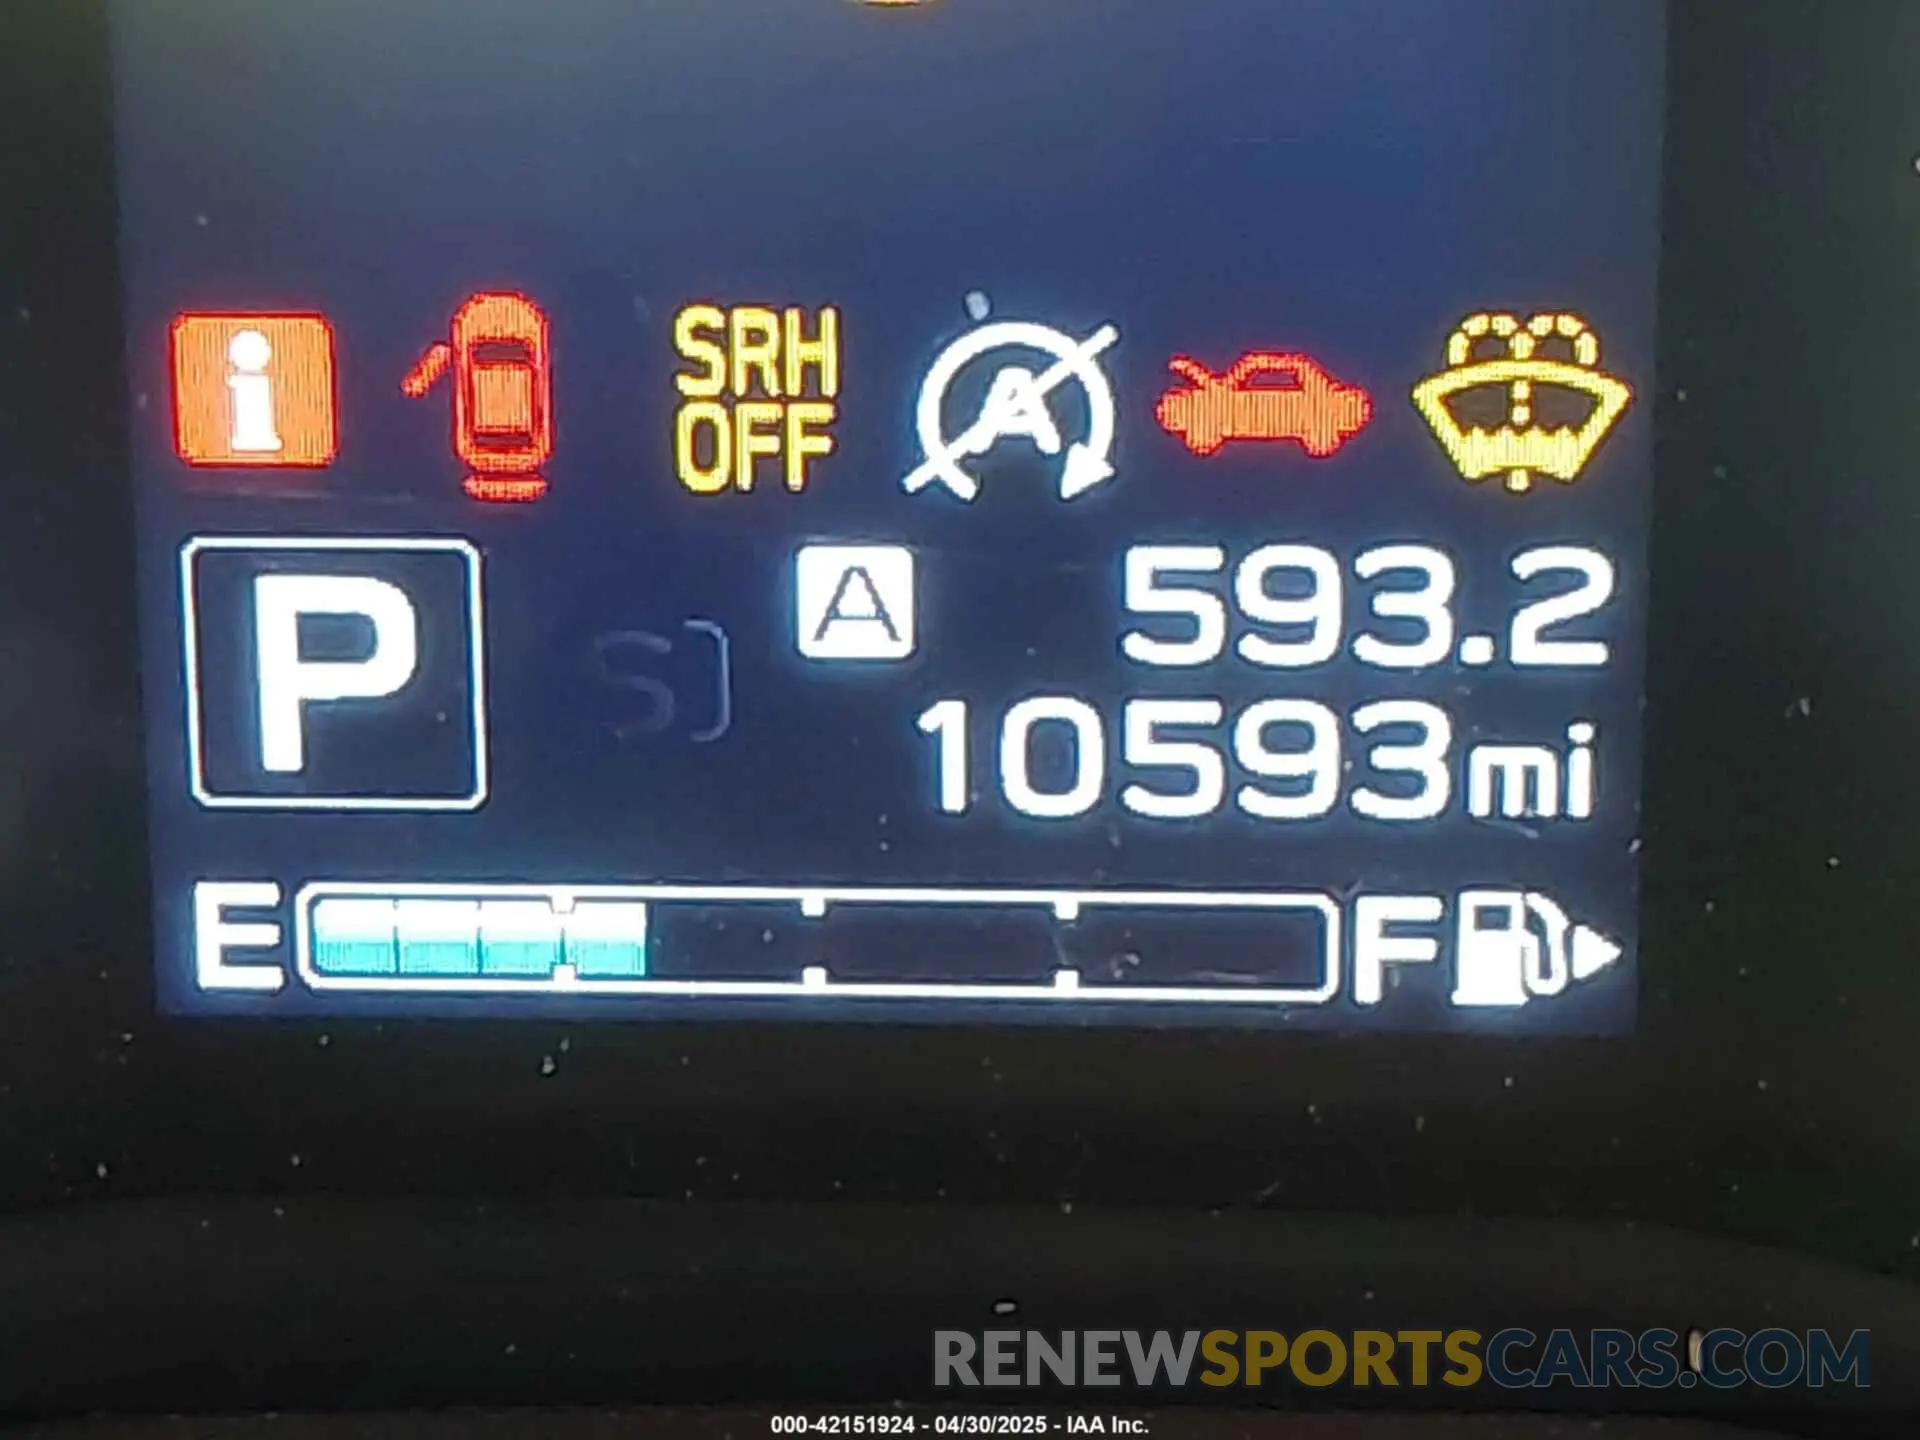 i
SRH
OFF
A
P
A 593.2
10593mi
E F
RENEWSPORTSCARS.COM
000-42151924 - 04/30/2025 - IAA Inc.